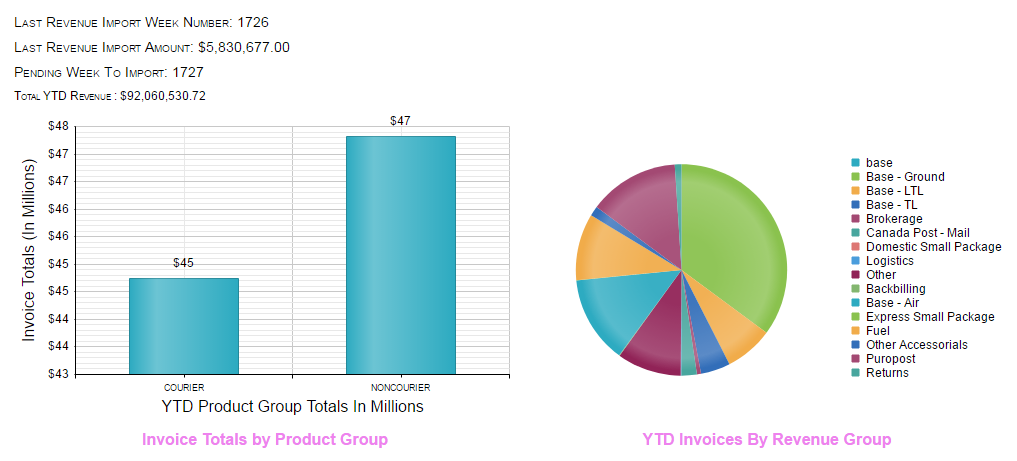 Last Revenue Import Week Number: 1726
Last Revenue Import Amount: $5,830,677.00
Pending Week To Import: 1727
Total YTD Revenue : $92,060,530.72
Invoice Totals (In Millions)
$48
$47
$47
$46
$46
$45
$45
$44
$44
$43
$45
$47
COURIER
NONCOURIER
YTD Product Group Totals In Millions
Invoice Totals by Product Group
base
Base - Ground
Base - LTL
Base - TL
Brokerage
Canada Post - Mail
Domestic Small Package
Logistics
Other
Backbilling
Base - Air
Express Small Package
Fuel
Other Accessorials
Puropost
Returns
YTD Invoices By Revenue Group